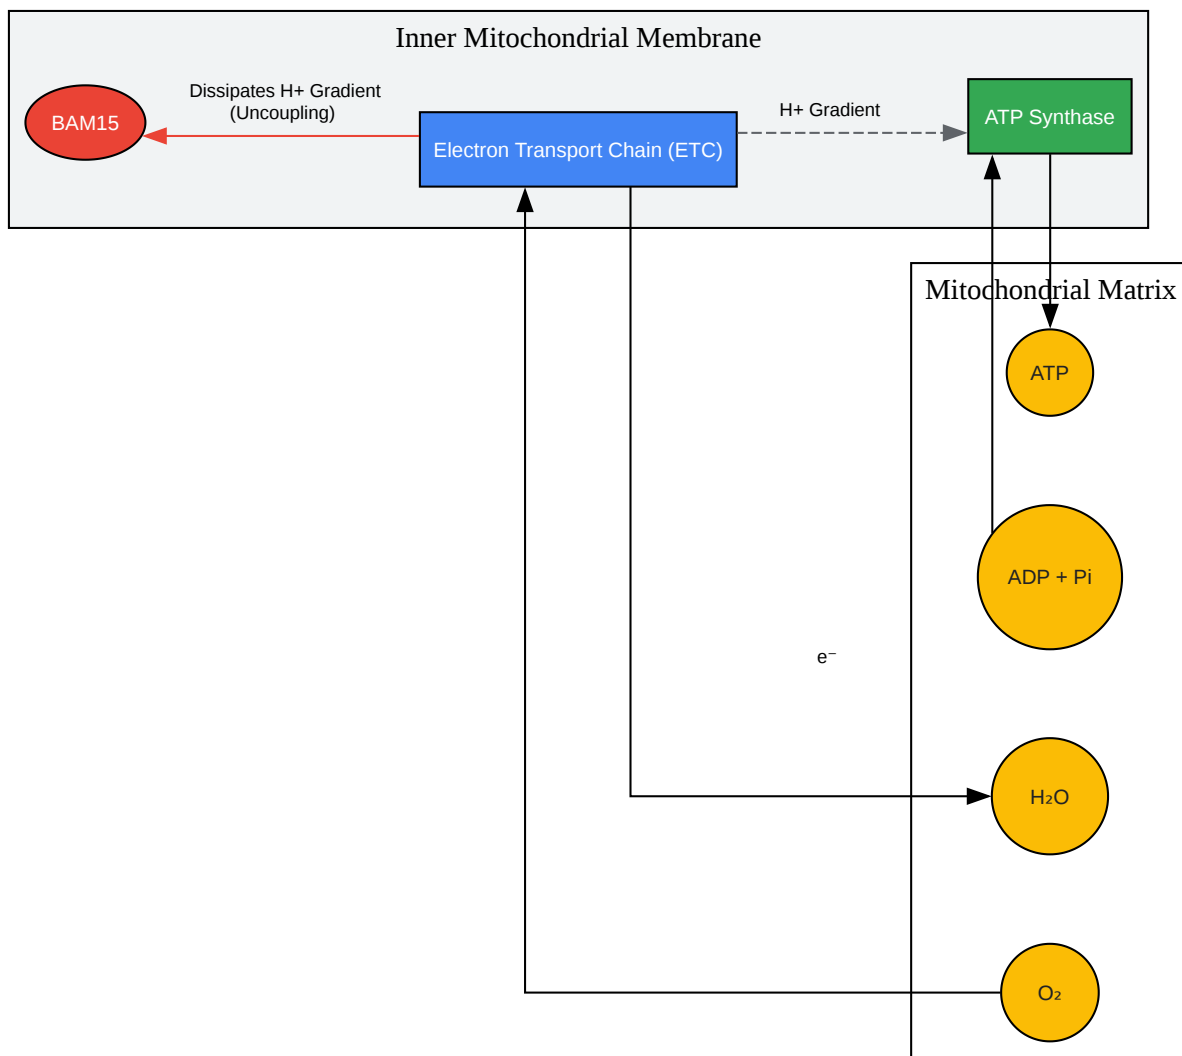 Inner Mitochondrial Membrane
Dissipates H+ Gradient
(Uncoupling)
BAM15
H+ Gradient
ATP Synthase
Electron Transport Chain (ETC)
Mitochondrial Matrix
ATP
ADP + Pi
e⁻
H₂O
O₂